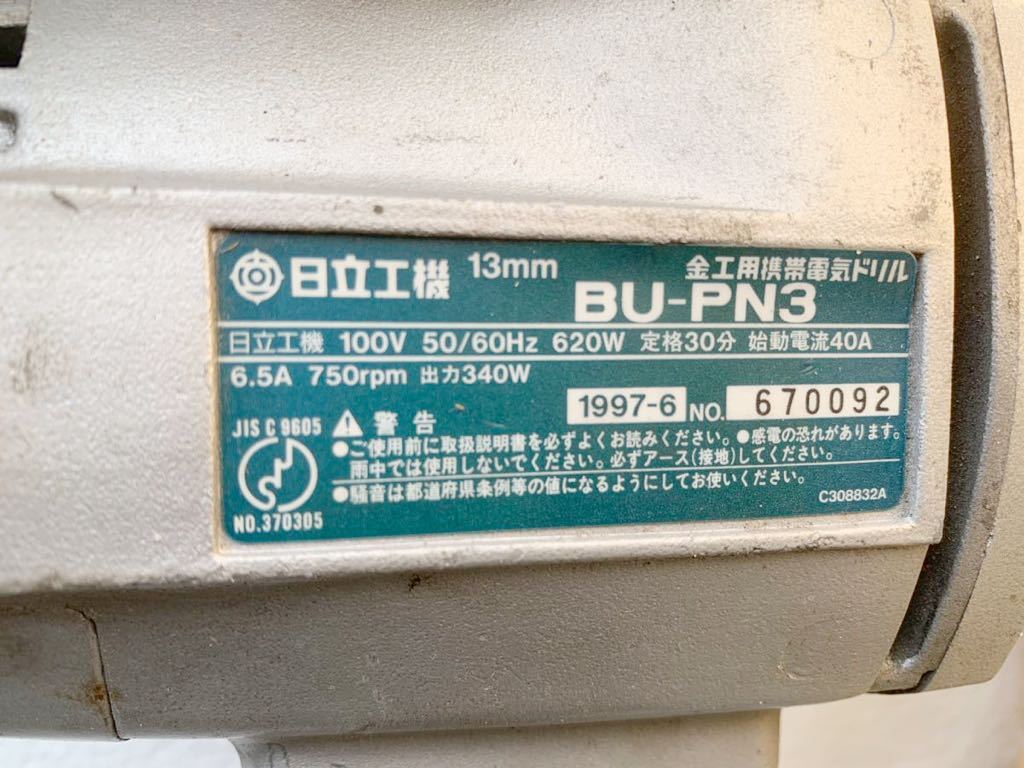 日立工機 13mm 金工用携帯電気ドリル
BU-PN3
日立工機 100V 50/60Hz 620W 定格30分 始動電流40A
6.5A 750rpm 出力340W
1997-6 NO. 670092
JIS C 9605
NO.370305
⚠ 警告
●ご使用前に取扱説明書を必ずよくお読みください。●感電の恐れがあります。
雨中では使用しないでください。必ずアース(接地)してください。
●騒音は都道府県条例等の値になるようにしてお使いください。
C308832A